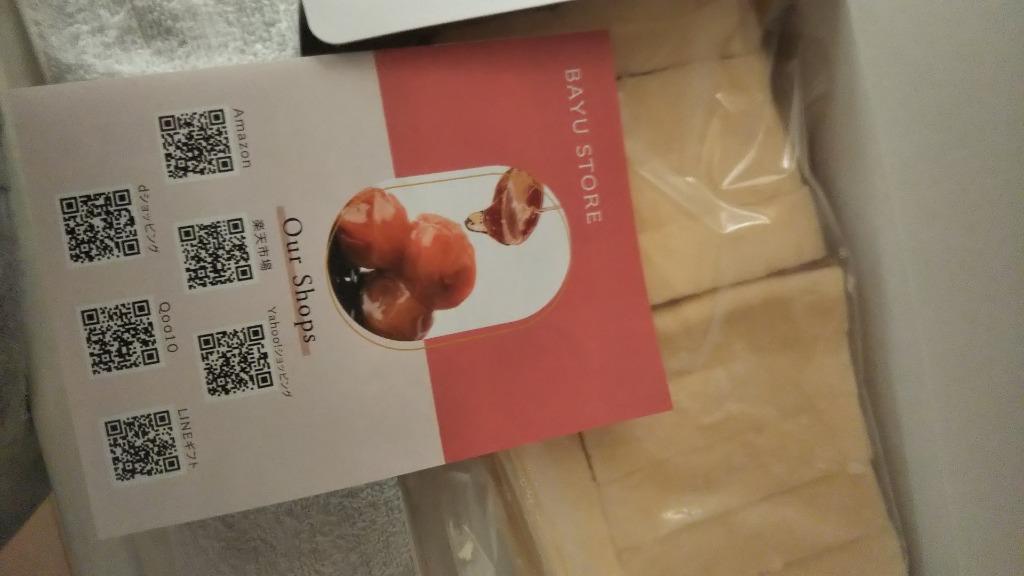 BAYU STORE
Our Shops
Amazon
楽天市場
Yahoo!ショッピング
dショッピング
Qoo10
LINEギフト